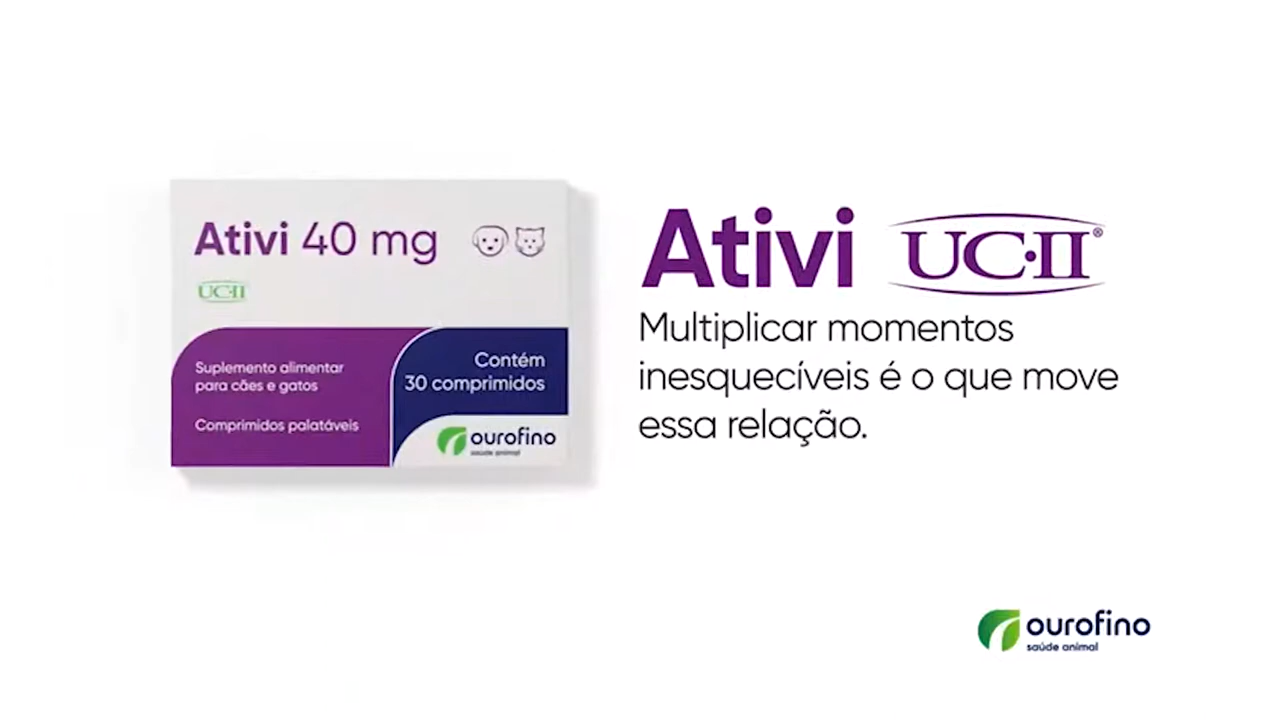 Ativi 40 mg
UC·II
Suplemento alimentar
para cães e gatos
Comprimidos palatáveis
Contém
30 comprimidos
ourofino
saúde animal
Ativi UC·II®
Multiplicar momentos
inesquecíveis é o que move
essa relação.
ourofino
saúde animal